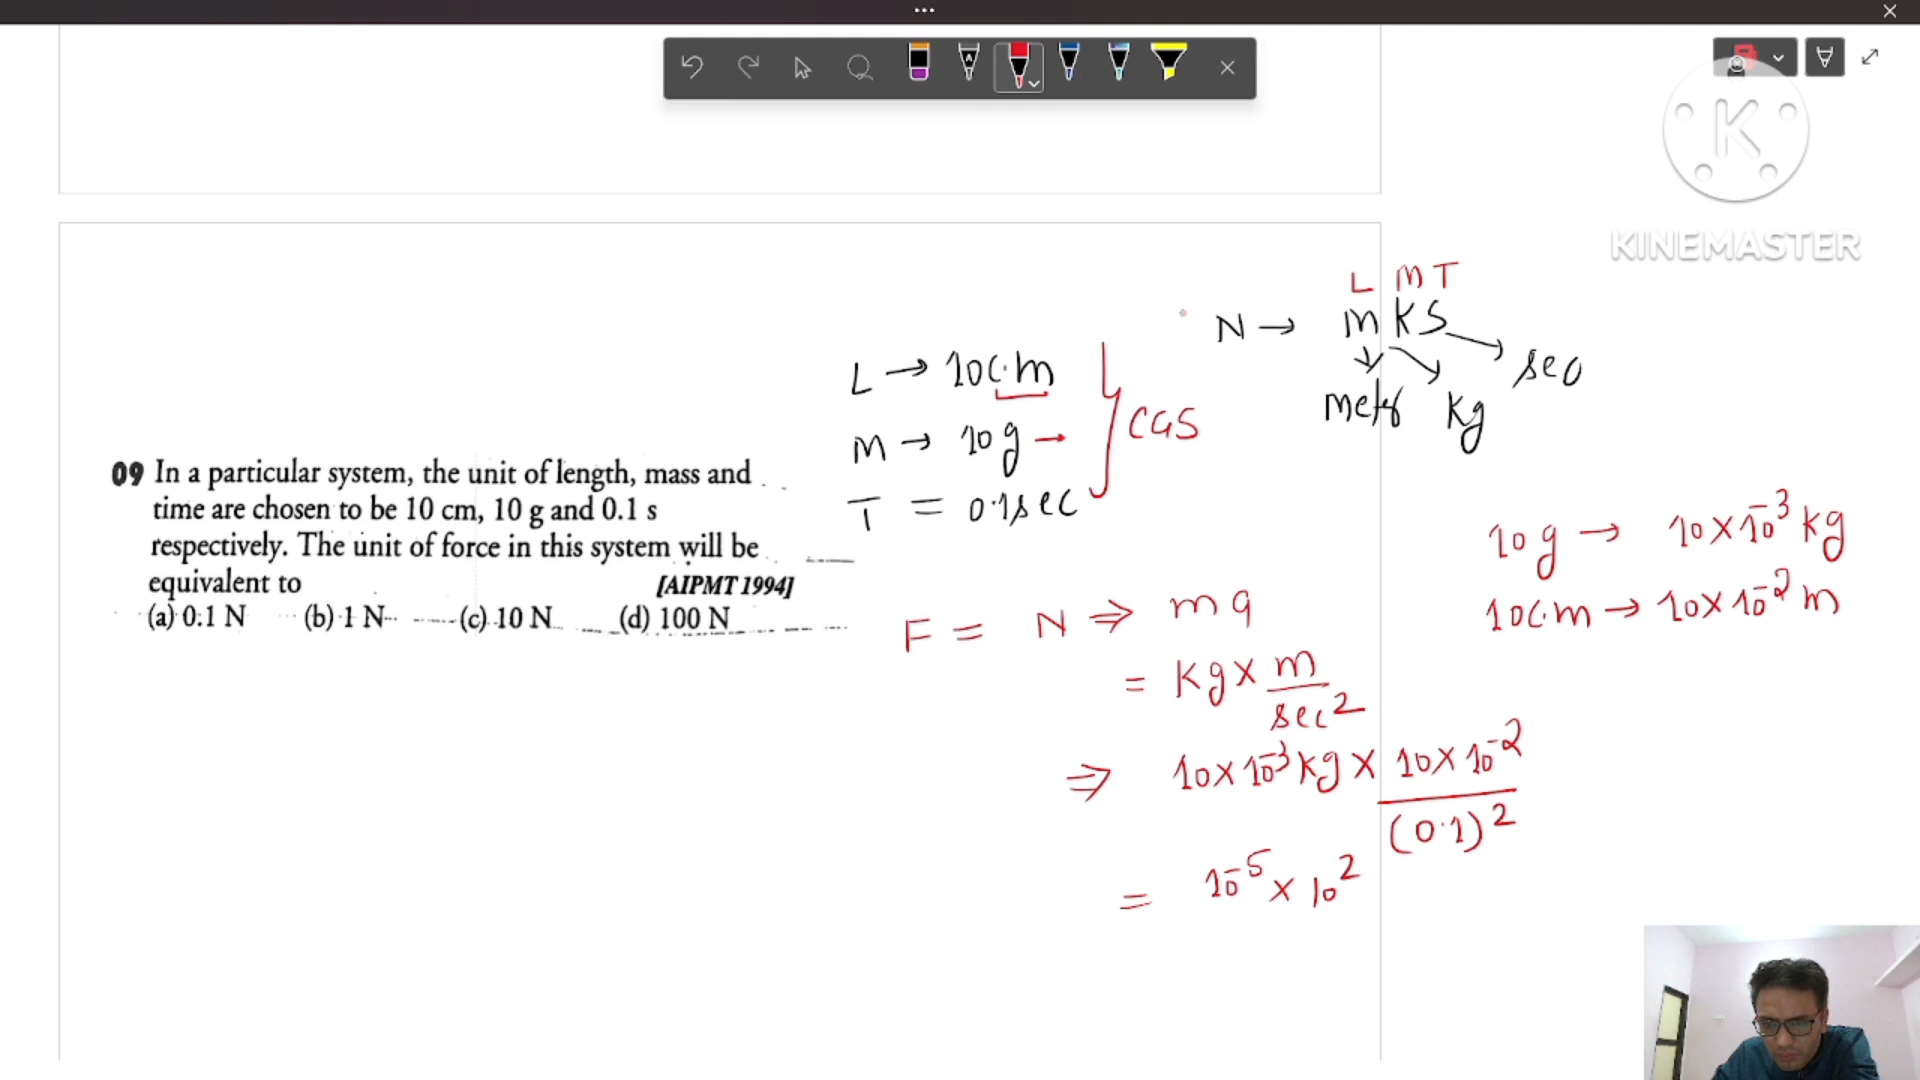 KINEMASTER
L M T
N → m K S
meter kg sec
L → 10 c.m
M → 10 g →
T = 0.1 sec
CGS
09 In a particular system, the unit of length, mass and
time are chosen to be 10 cm, 10 g and 0.1 s
respectively. The unit of force in this system will be
equivalent to [AIPMT 1994]
(a) 0.1 N (b) 1 N (c) 10 N (d) 100 N
10 g → 10 × 10⁻³ kg
10 c.m → 10 × 10⁻² m
F = N ⇒ m a
= kg × m / sec²
⇒ 10 × 10⁻³ kg × 10 × 10⁻² / (0.1)²
= 10⁻⁵ × 10²